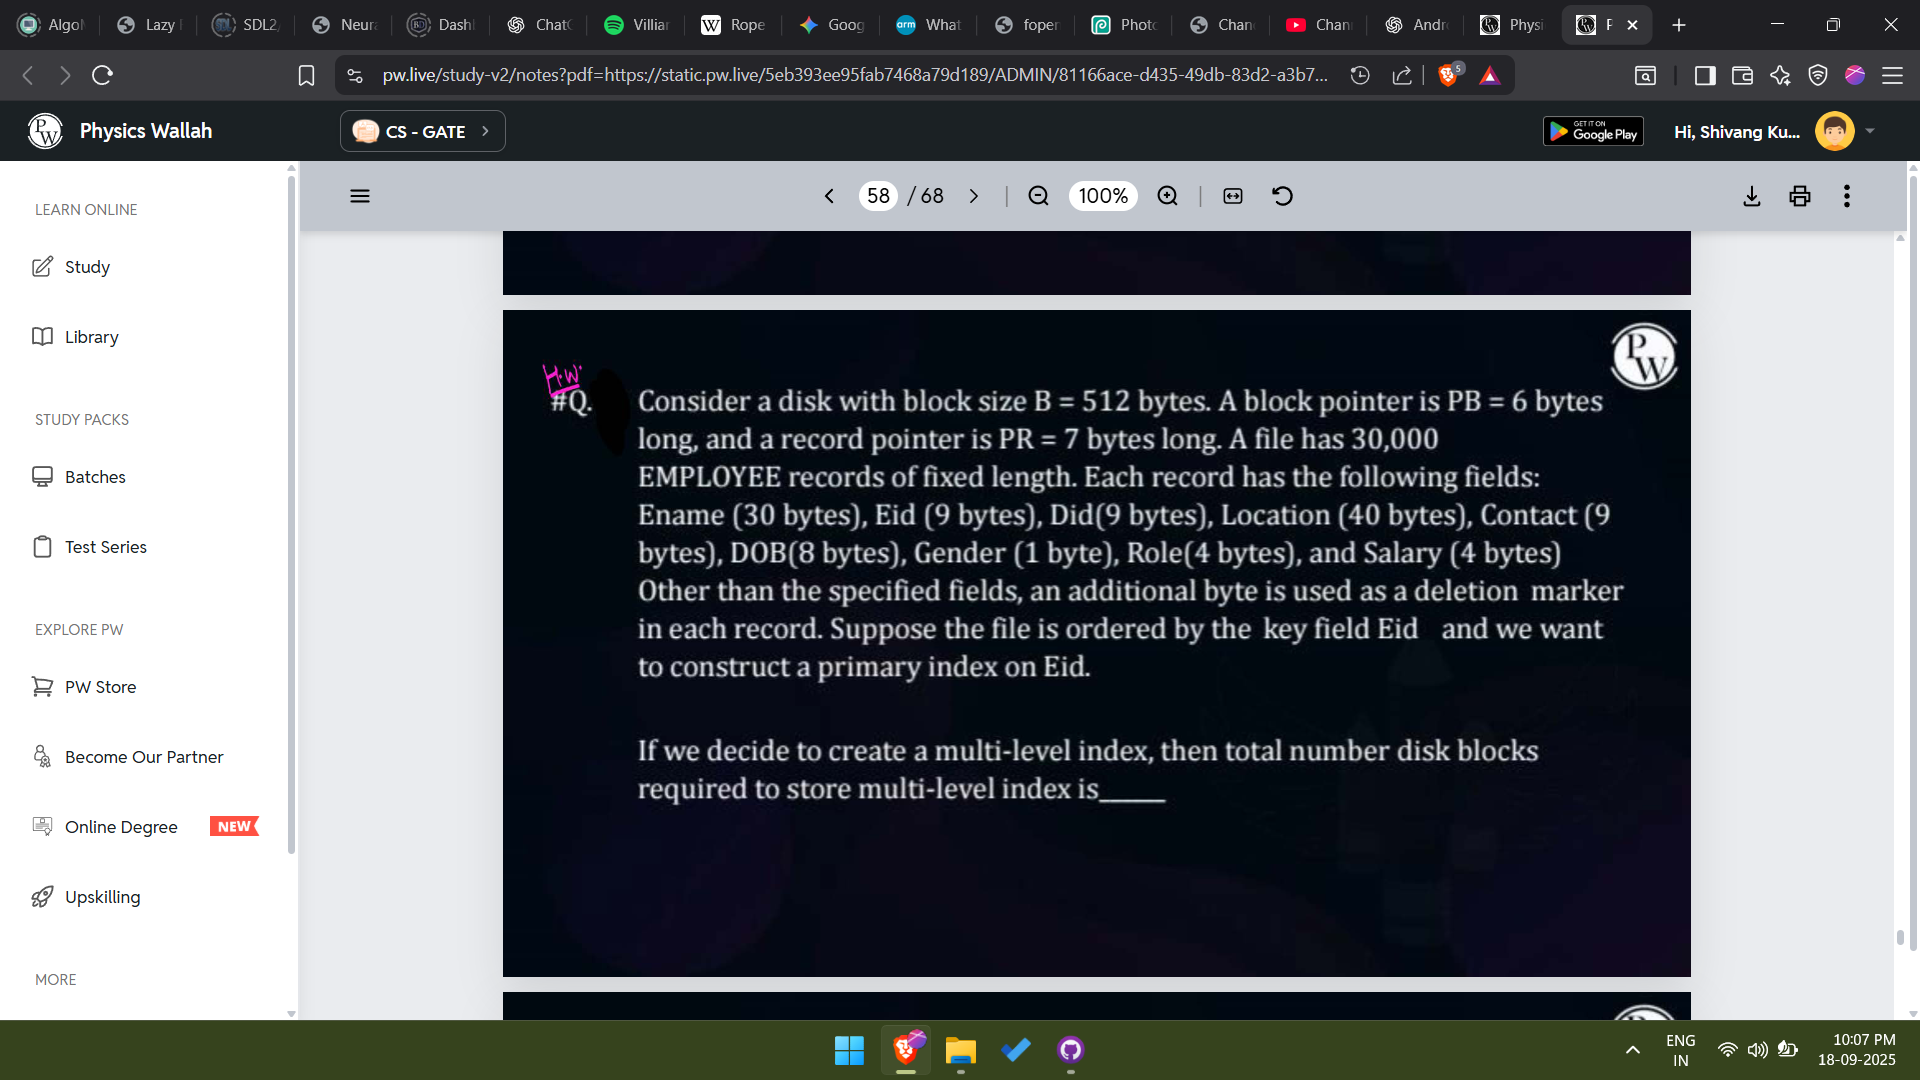 AlgoM
Lazy
SDL2
Neura
Dash
ChatG
Villiar
Rope
Goog
arm What
foper
Photo
Chan
Chan
Andr
Physi
P
pw.live/study-v2/notes?pdf=https://static.pw.live/5eb393ee95fab7468a79d189/ADMIN/81166ace-d435-49db-83d2-a3b7...
5
PW Physics Wallah
CS - GATE
GET IT ON Google Play
Hi, Shivang Ku...
LEARN ONLINE
Study
Library
STUDY PACKS
Batches
Test Series
EXPLORE PW
PW Store
Become Our Partner
Online Degree NEW
Upskilling
MORE
58 / 68
100%
PW
H.W.
#Q. Consider a disk with block size B = 512 bytes. A block pointer is PB = 6 bytes
long, and a record pointer is PR = 7 bytes long. A file has 30,000
EMPLOYEE records of fixed length. Each record has the following fields:
Ename (30 bytes), Eid (9 bytes), Did(9 bytes), Location (40 bytes), Contact (9
bytes), DOB(8 bytes), Gender (1 byte), Role(4 bytes), and Salary (4 bytes)
Other than the specified fields, an additional byte is used as a deletion marker
in each record. Suppose the file is ordered by the key field Eid and we want
to construct a primary index on Eid.
If we decide to create a multi-level index, then total number disk blocks
required to store multi-level index is______
ENG
IN
10:07 PM
18-09-2025